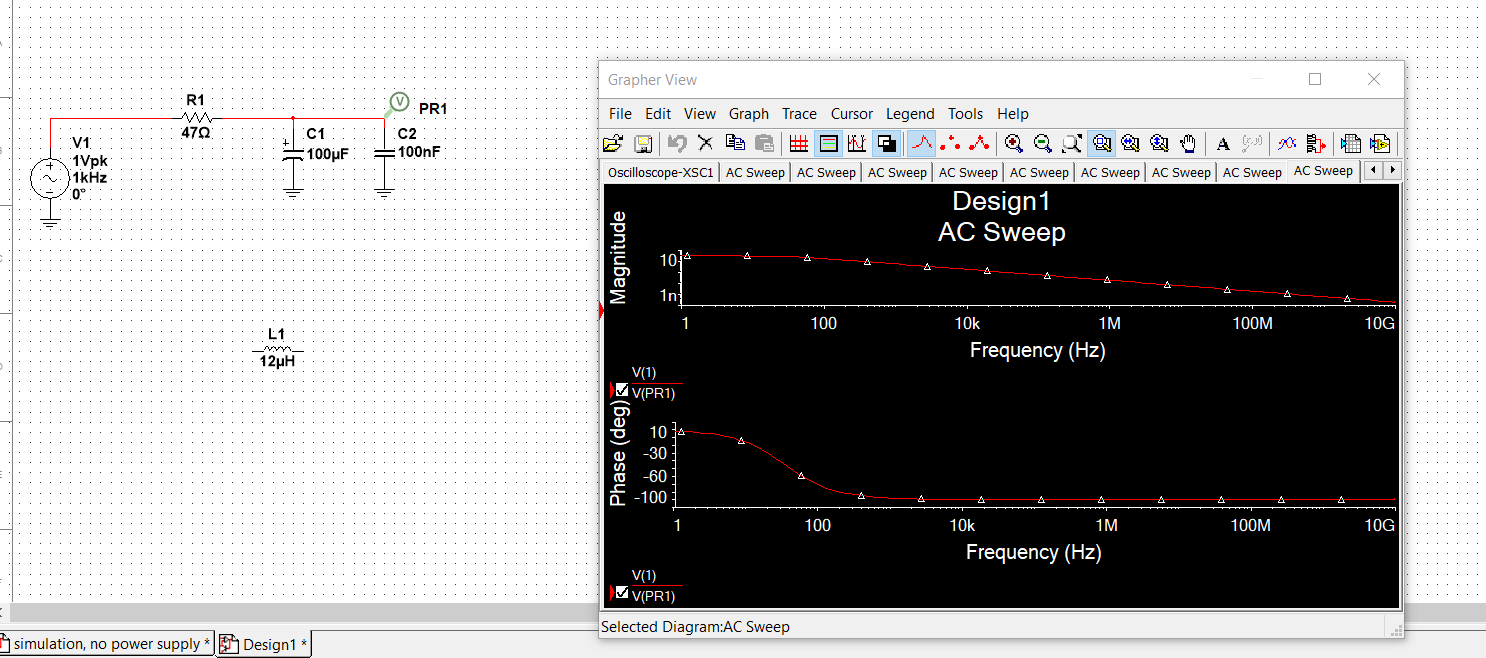 R1
47Ω
V1
1Vpk
1kHz
0°
C1
100µF
+
PR1
V
C2
100nF
L1
12µH
Grapher View
File Edit View Graph Trace Cursor Legend Tools Help
Oscilloscope-XSC1 AC Sweep AC Sweep AC Sweep AC Sweep AC Sweep AC Sweep AC Sweep AC Sweep AC Sweep
Design1
AC Sweep
Magnitude
10
1n
1 100 10k 1M 100M 10G
Frequency (Hz)
V(1)
V(PR1)
Phase (deg)
10
-30
-60
-100
1 100 10k 1M 100M 10G
Frequency (Hz)
V(1)
V(PR1)
Selected Diagram:AC Sweep
simulation, no power supply * Design1 *